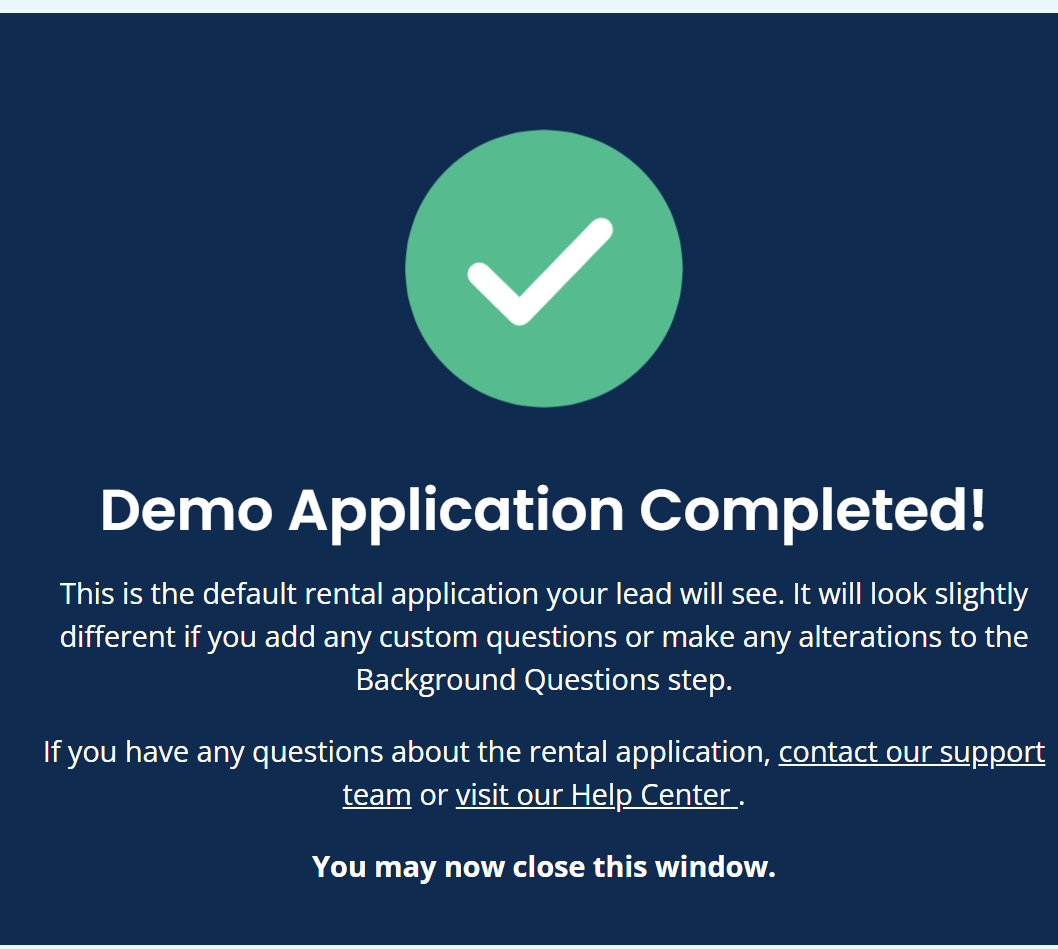 Demo Application Completed!
This is the default rental application your lead will see. It will look slightly
different if you add any custom questions or make any alterations to the
Background Questions step.
If you have any questions about the rental application, contact our support
team or visit our Help Center .
You may now close this window.